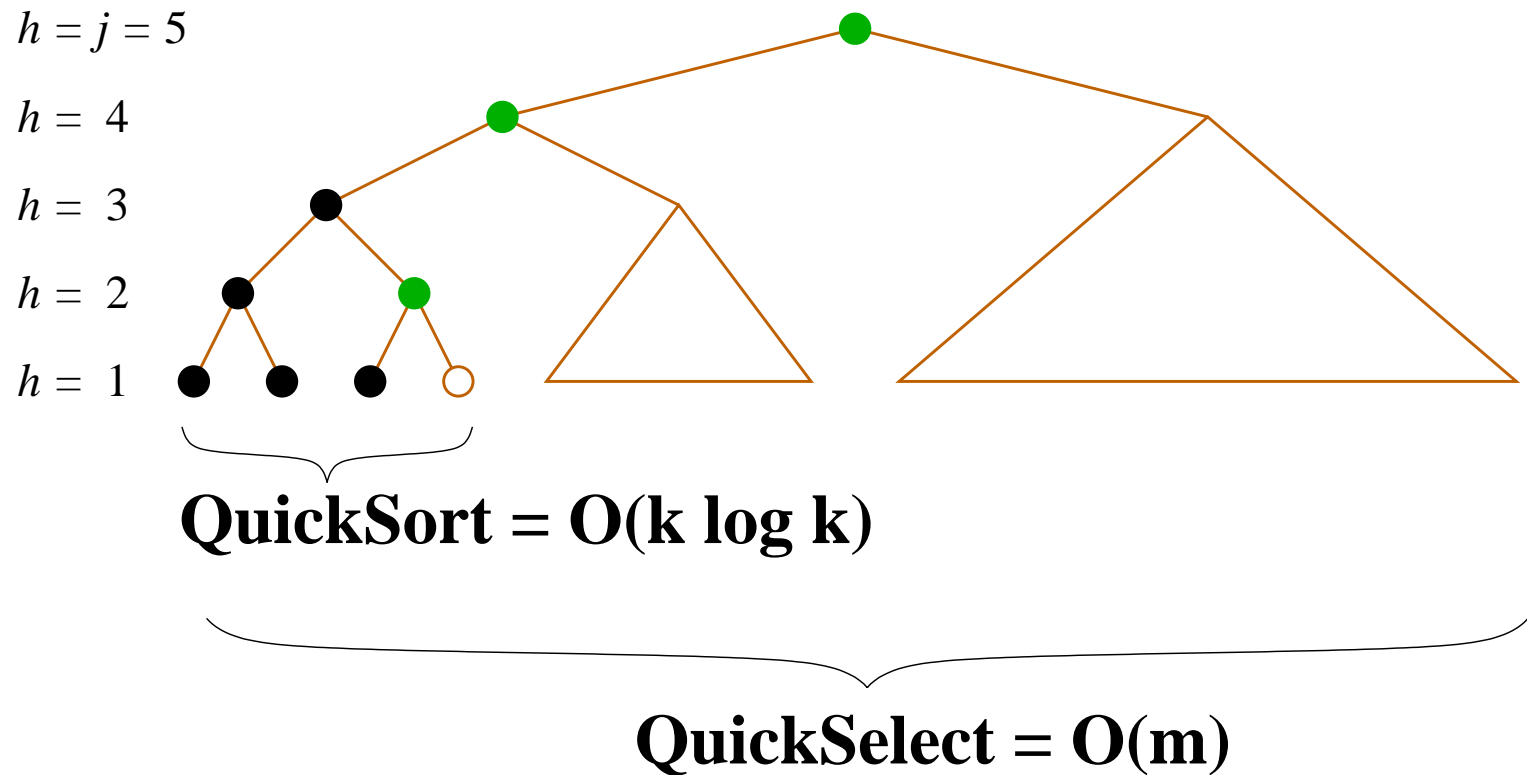 h = j = 5
h = 4
h = 3
h = 2
h = 1
QuickSort = O(k log k)
QuickSelect = O(m)